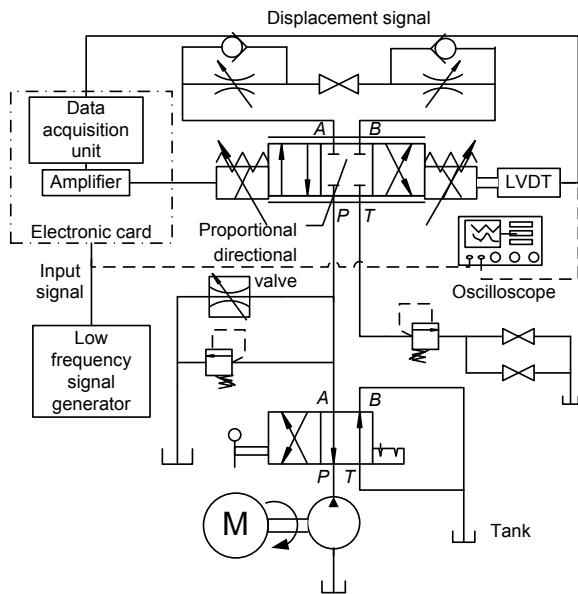 Displacement signal
Data
acquisition
unit
Amplifier
Electronic card
A
B
P
T
LVDT
Proportional
directional
valve
Oscilloscope
Input
signal
Low
frequency
signal
generator
A
B
P
T
M
Tank